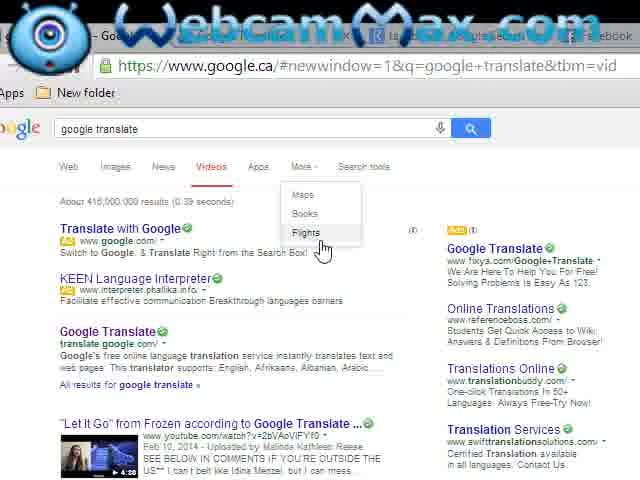 WebcamMax.com
Goog
Facebook
https://www.google.ca/#newwindow=1&q=google+translate&tbm=vid
Apps New folder
oogle google translate
Web Images News Videos Apps More Search tools
Maps
Books
Flights
About 416,000,000 results (0.39 seconds)
Translate with Google
Ad www.google.com/
Switch to Google. & Translate Right from the Search Box!
KEEN Language Interpreter
Ad www.interpreter.phallika.info/
Facilitate effective communication Breakthrough languages barriers
Google Translate
translate.google.com/
Google's free online language translation service instantly translates text and
web pages. This translator supports: English, Afrikaans, Albanian, Arabic, ...
All results for google translate »
"Let It Go" from Frozen according to Google Translate ...
www.youtube.com/watch?v=2bVAoVlFYf0
Feb 10, 2014 - Uploaded by Malinda Kathleen Reese
SEE BELOW IN COMMENTS IF YOU'RE OUTSIDE THE
US** I can't belt like Idina Menzel, but I can mess ...
4:08
Ads
Google Translate
www.fixya.com/Google+Translate
We Are Here To Help You For Free!
Solving Problems Is Easy As 123.
Online Translations
www.referenceboss.com/
Students Get Quick Access to Wiki,
Answers & Definitions From Browser!
Translations Online
www.translationbuddy.com/
One-click Translations In 50+
Languages. Always Free. Try Now!
Translation Services
www.swifttranslationsolutions.com/
Certified Translation available
in all languages. Contact Us.